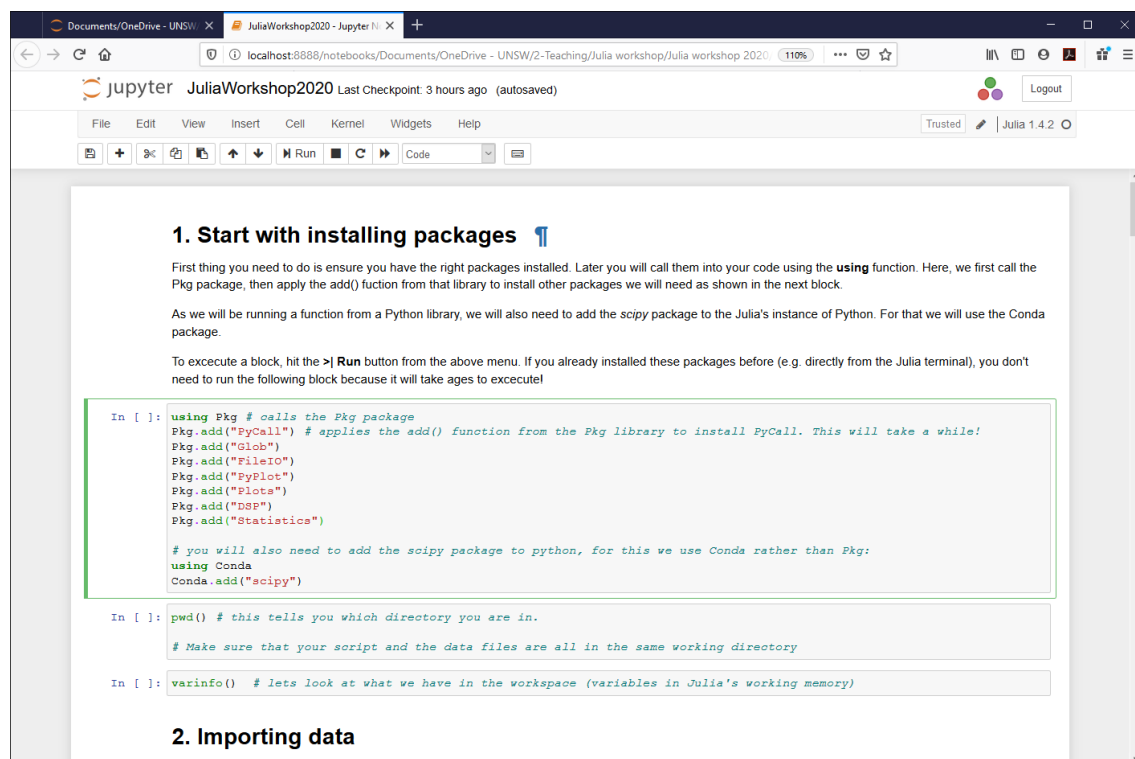 Documents/OneDrive - UNSW/
JuliaWorkshop2020 - Jupyter N
localhost:8888/notebooks/Documents/OneDrive - UNSW/2-Teaching/Julia workshop/Julia workshop 2020
110%
jupyter JuliaWorkshop2020 Last Checkpoint: 3 hours ago (autosaved)
Logout
File Edit View Insert Cell Kernel Widgets Help
Trusted Julia 1.4.2
Run Code
1. Start with installing packages ¶
First thing you need to do is ensure you have the right packages installed. Later you will call them into your code using the using function. Here, we first call the
Pkg package, then apply the add() fuction from that library to install other packages we will need as shown in the next block.
As we will be running a function from a Python library, we will also need to add the scipy package to the Julia's instance of Python. For that we will use the Conda
package.
To excecute a block, hit the >| Run button from the above menu. If you already installed these packages before (e.g. directly from the Julia terminal), you don't
need to run the following block because it will take ages to excecute!
In [ ]: using Pkg # calls the Pkg package
Pkg.add("PyCall") # applies the add() function from the Pkg library to install PyCall. This will take a while!
Pkg.add("Glob")
Pkg.add("FileIO")
Pkg.add("PyPlot")
Pkg.add("Plots")
Pkg.add("DSP")
Pkg.add("Statistics")
# you will also need to add the scipy package to python, for this we use Conda rather than Pkg:
using Conda
Conda.add("scipy")
In [ ]: pwd() # this tells you which directory you are in.
# Make sure that your script and the data files are all in the same working directory
In [ ]: varinfo() # lets look at what we have in the workspace (variables in Julia's working memory)
2. Importing data